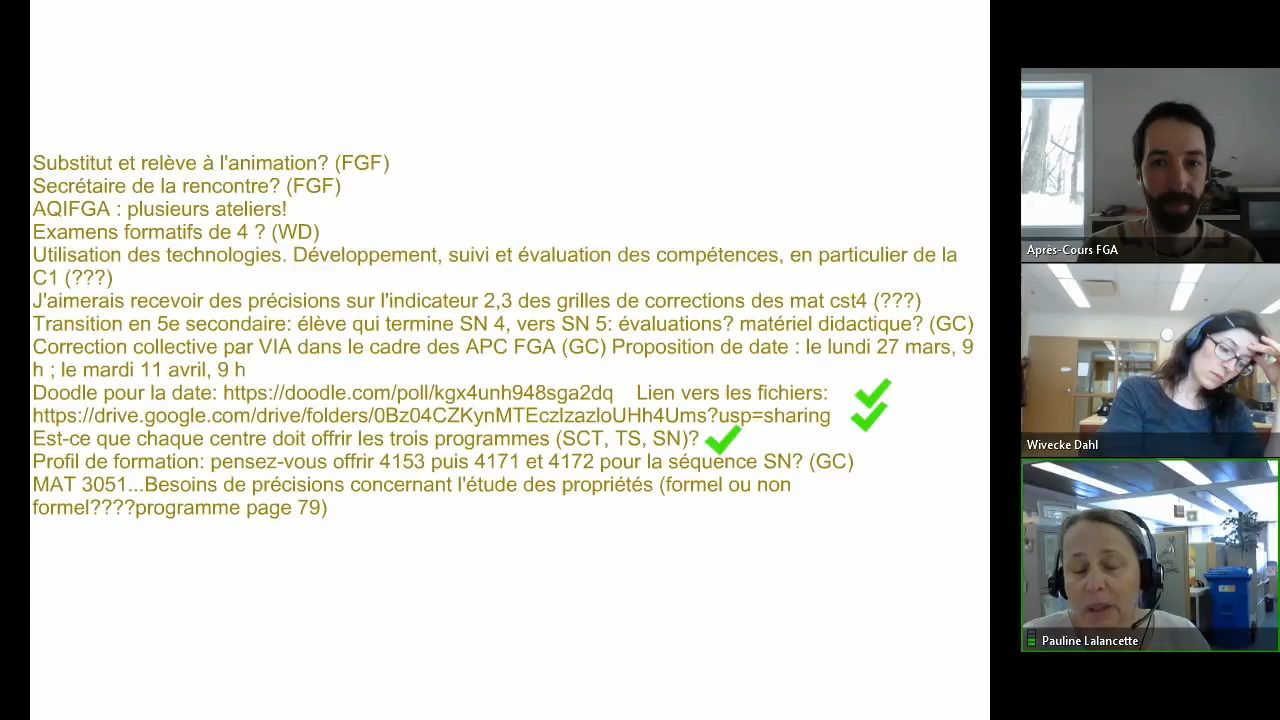 Substitut et relève à l'animation? (FGF)
Secrétaire de la rencontre? (FGF)
AQIFGA : plusieurs ateliers!
Examens formatifs de 4 ? (WD)
Utilisation des technologies. Développement, suivi et évaluation des compétences, en particulier de la
C1 (???)
J'aimerais recevoir des précisions sur l'indicateur 2,3 des grilles de corrections des mat cst4 (???)
Transition en 5e secondaire: élève qui termine SN 4, vers SN 5: évaluations? matériel didactique? (GC)
Correction collective par VIA dans le cadre des APC FGA (GC) Proposition de date : le lundi 27 mars, 9
h ; le mardi 11 avril, 9 h
Doodle pour la date: https://doodle.com/poll/kgx4unh948sga2dq Lien vers les fichiers:
https://drive.google.com/drive/folders/0Bz04CZKynMTEczIzazloUHh4Ums?usp=sharing
Est-ce que chaque centre doit offrir les trois programmes (SCT, TS, SN)?
Profil de formation: pensez-vous offrir 4153 puis 4171 et 4172 pour la séquence SN? (GC)
MAT 3051...Besoins de précisions concernant l'étude des propriétés (formel ou non
formel????programme page 79)
Après-Cours FGA
Wivecke Dahl
Pauline Lalancette